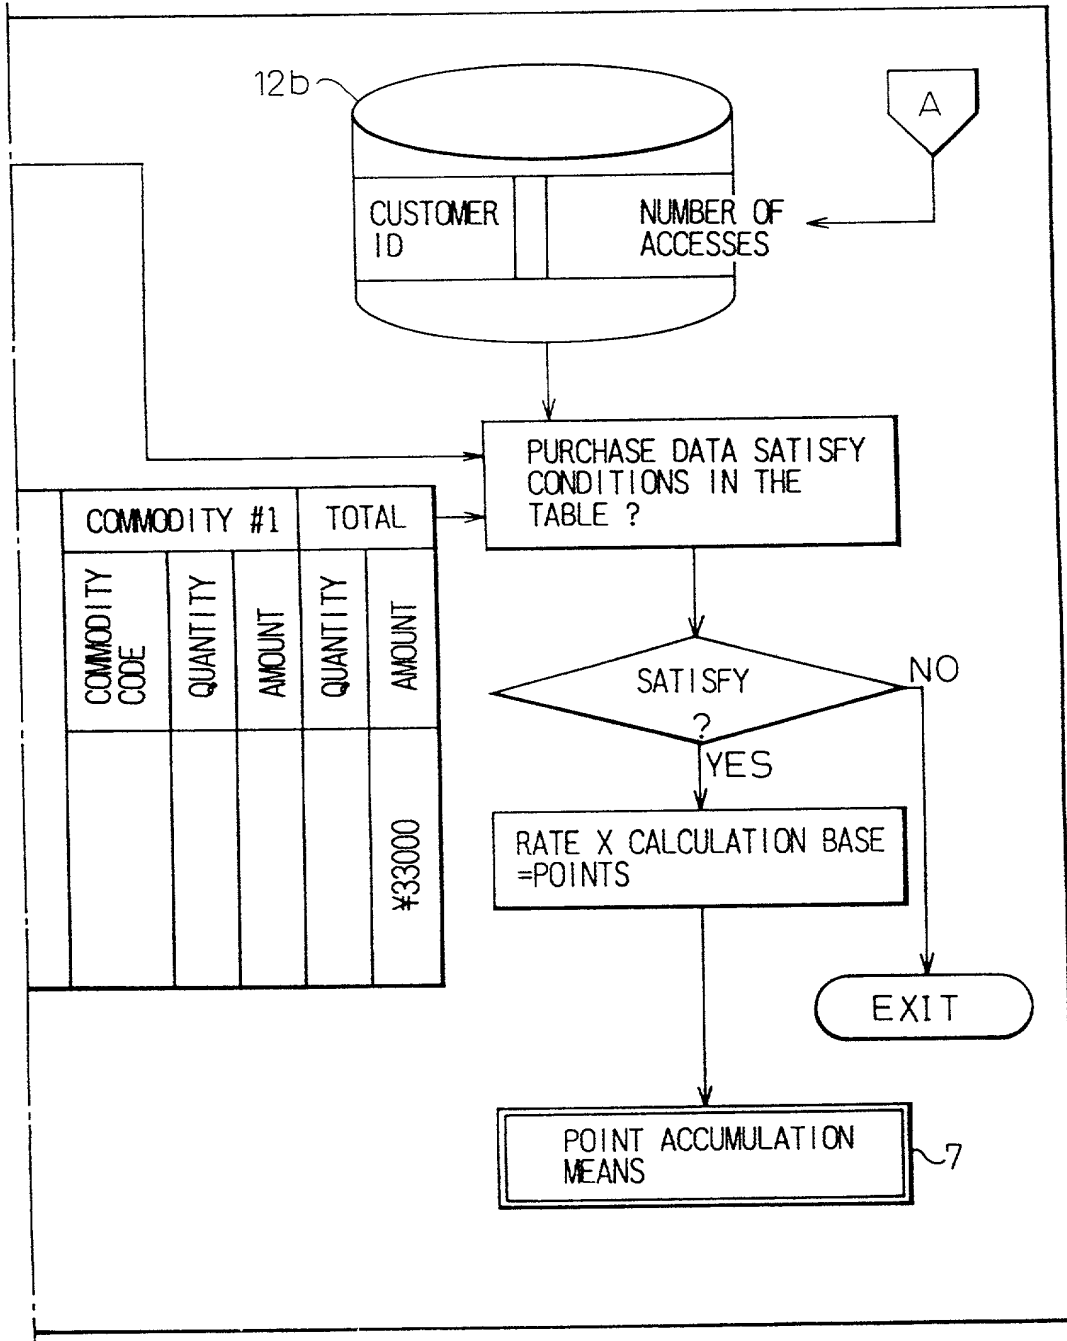 12b
A
CUSTOMER
ID
NUMBER OF
ACCESSES
PURCHASE DATA SATISFY
CONDITIONS IN THE
TABLE ?
COMMODITY #1
TOTAL
COMMODITY
CODE
QUANTITY
AMOUNT
QUANTITY
AMOUNT
¥33000
SATISFY
?
NO
YES
RATE X CALCULATION BASE
=POINTS
EXIT
POINT ACCUMULATION
MEANS
7